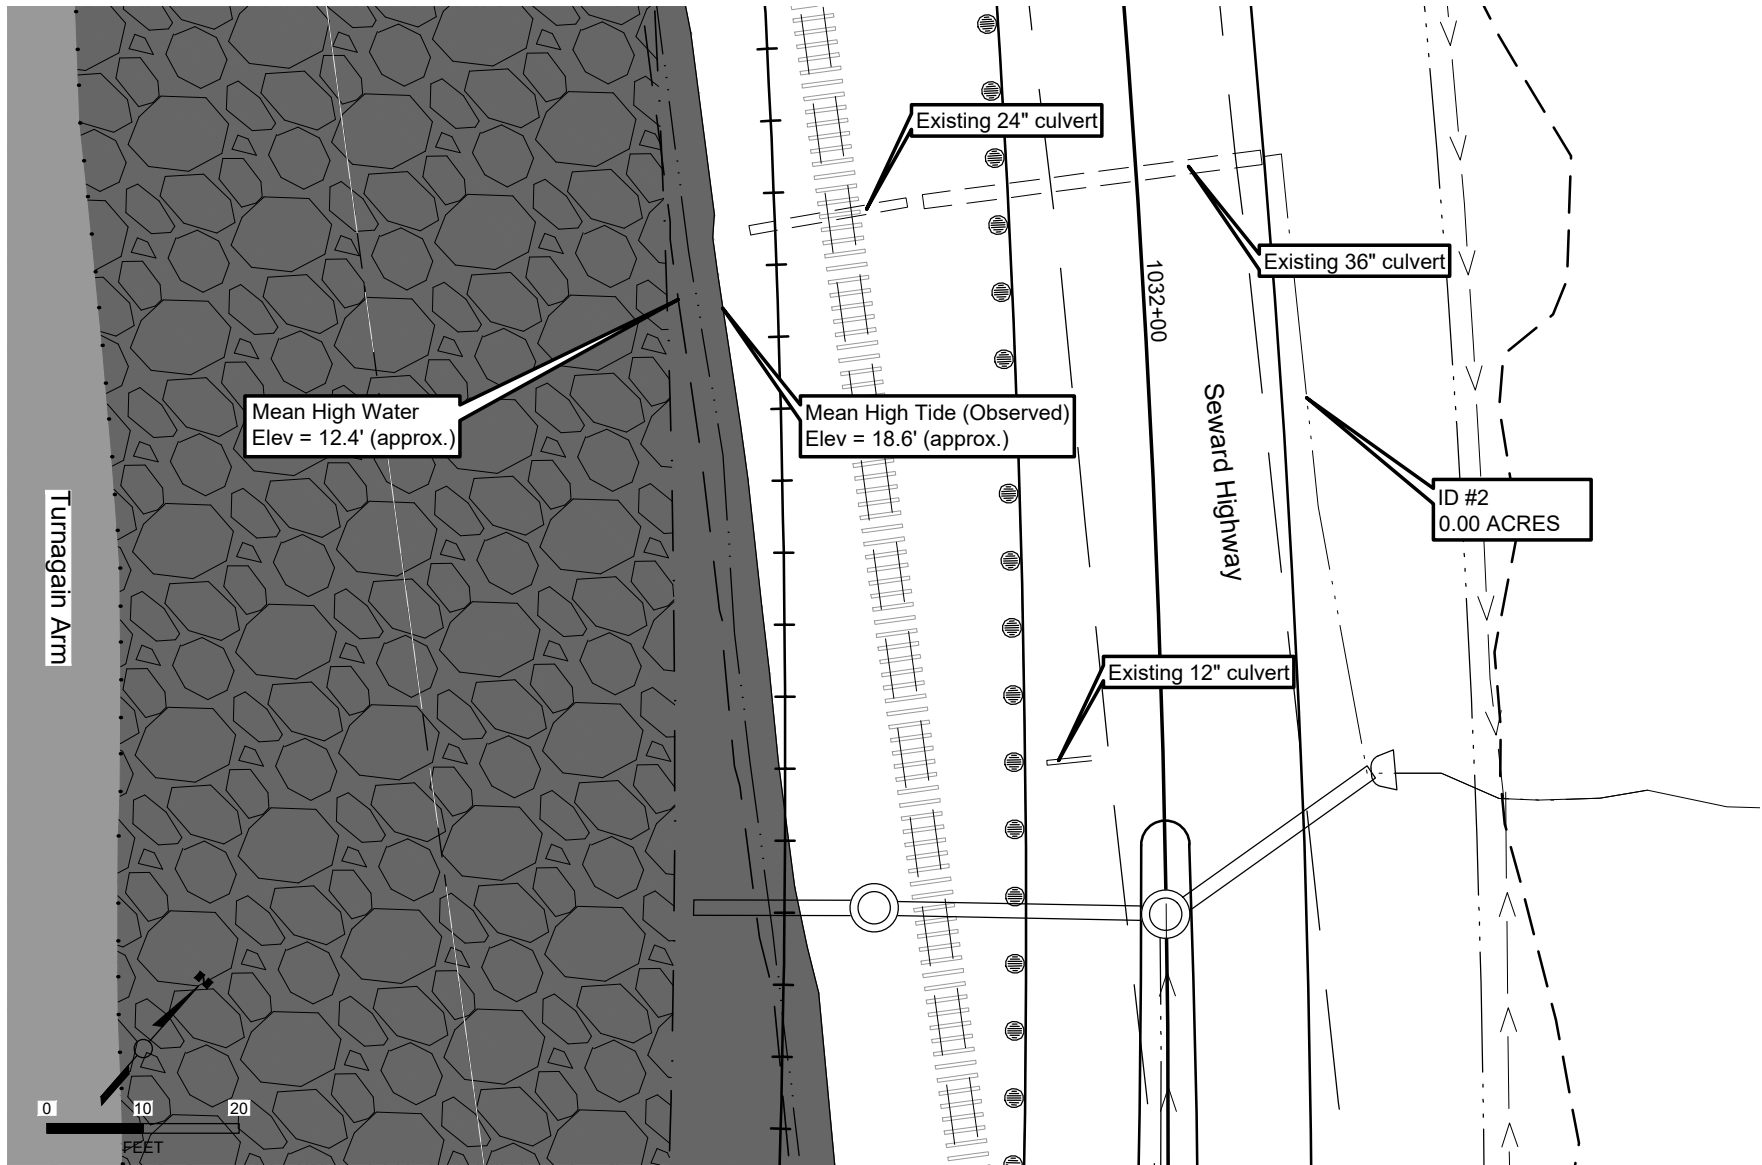 Existing 24" culvert
Existing 36" culvert
1032+00
Mean High Water
Elev = 12.4' (approx.)
Mean High Tide (Observed)
Elev = 18.6' (approx.)
Seward Highway
ID #2
0.00 ACRES
Turnagain Arm
Existing 12" culvert
N
0 10 20
FEET